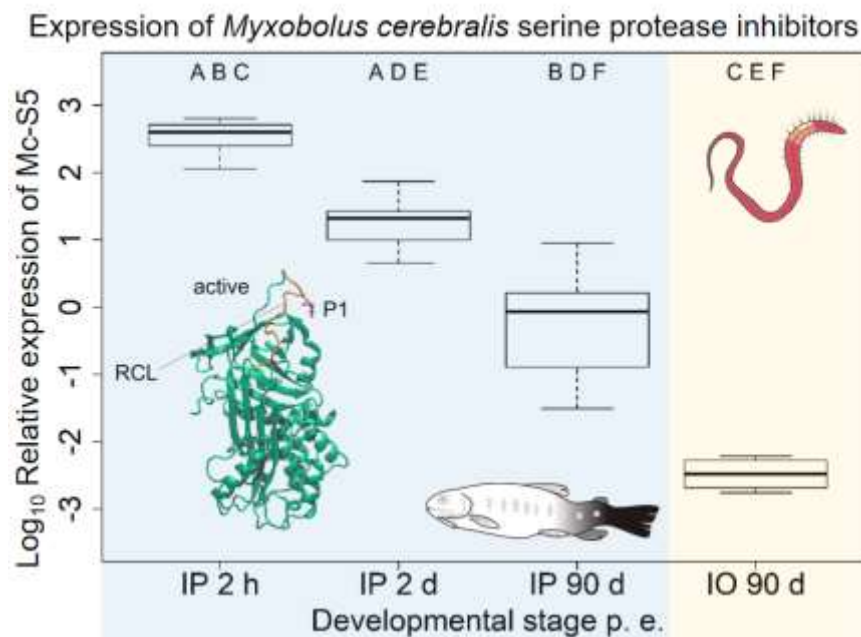 Expression of Myxobolus cerebralis serine protease inhibitors
A B C
A D E
B D F
C E F
Log₁₀ Relative expression of Mc-S5
3
2
1
0
-1
-2
-3
active
P1
RCL
IP 2 h
IP 2 d
IP 90 d
IO 90 d
Developmental stage p. e.